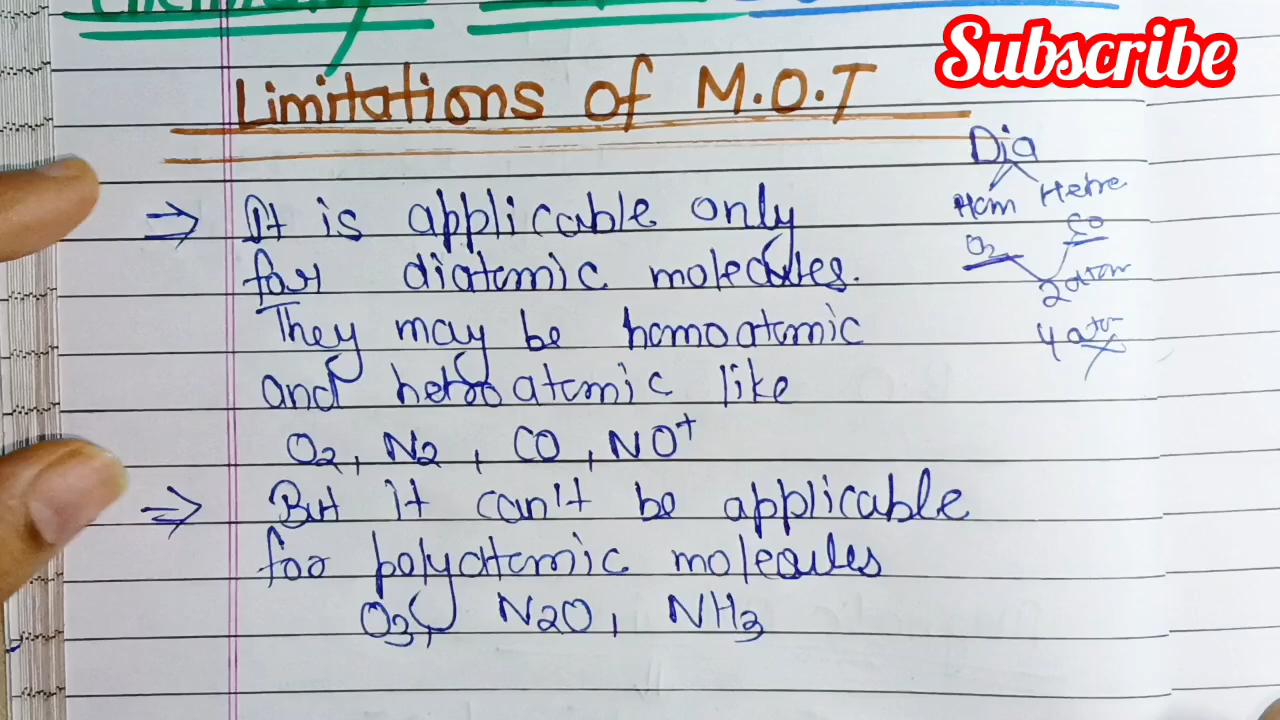 Subscribe
Limitations of M.O.T
⇒ It is applicable only
for diatomic molecules.
They may be homoatomic
and hetroatomic like
O2, N2, CO, NO+
⇒ But it can't be applicable
for polyatomic molecules
O3, N2O, NH3
Dia
Hom Hetre
O2 CO
2 atom
4 atom